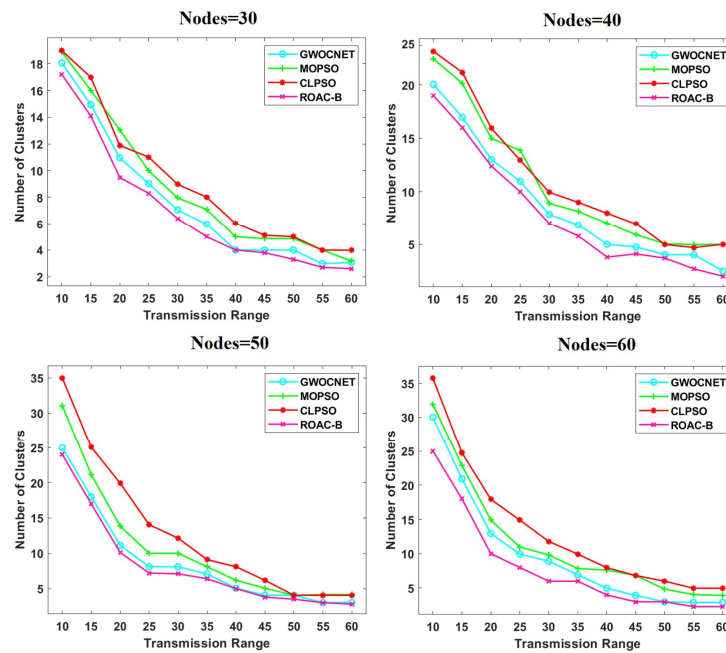 Nodes=30
GWOCNET
MOPSO
CLPSO
ROAC-B
Number of Clusters
18
16
14
12
10
8
6
4
2
10 15 20 25 30 35 40 45 50 55 60
Transmission Range
Nodes=40
GWOCNET
MOPSO
CLPSO
ROAC-B
Number of Clusters
25
20
15
10
5
10 15 20 25 30 35 40 45 50 55 60
Transmission Range
Nodes=50
GWOCNET
MOPSO
CLPSO
ROAC-B
Number of Clusters
35
30
25
20
15
10
5
10 15 20 25 30 35 40 45 50 55 60
Transmission Range
Nodes=60
GWOCNET
MOPSO
CLPSO
ROAC-B
Number of Clusters
35
30
25
20
15
10
5
10 15 20 25 30 35 40 45 50 55 60
Transmission Range